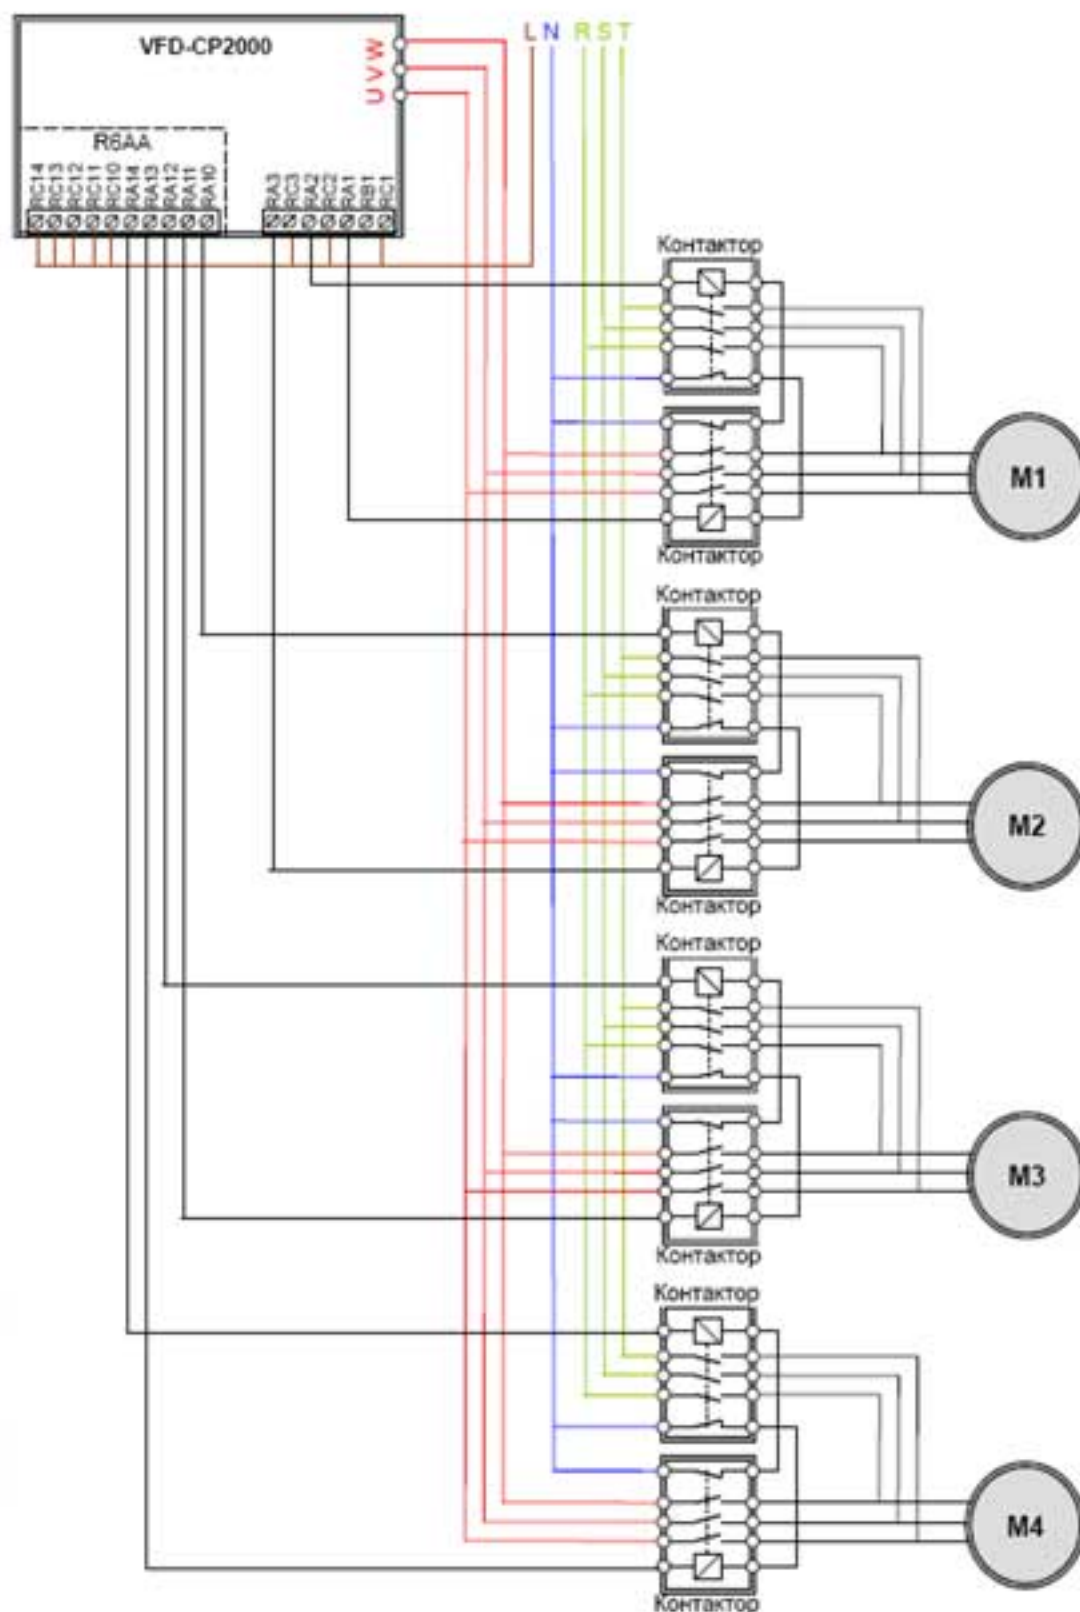 VFD-CP2000
U V W
L N R S T
R6AA
RC14 RC13 RC12 RC11 RC10 RA14 RA13 RA12 RA11 RA10 RA3 RC3 RA2 RC2 RA1 RB1 RC1
Контактор
M1
Контактор
Контактор
M2
Контактор
Контактор
M3
Контактор
Контактор
M4
Контактор